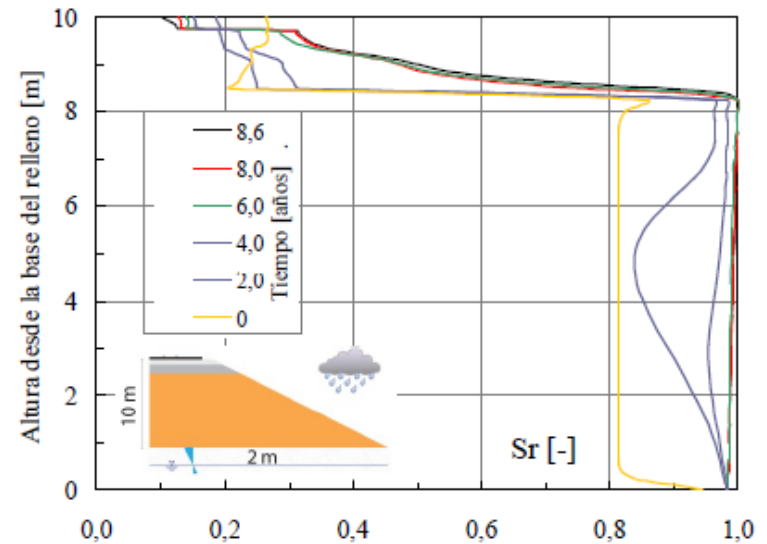 10
8
6
4
2
0
Altura desde la base del relleno [m]
8,6
8,0
6,0
4,0
2,0
0
Tiempo [años]
10 m
2 m
Sr [-]
0,0 0,2 0,4 0,6 0,8 1,0